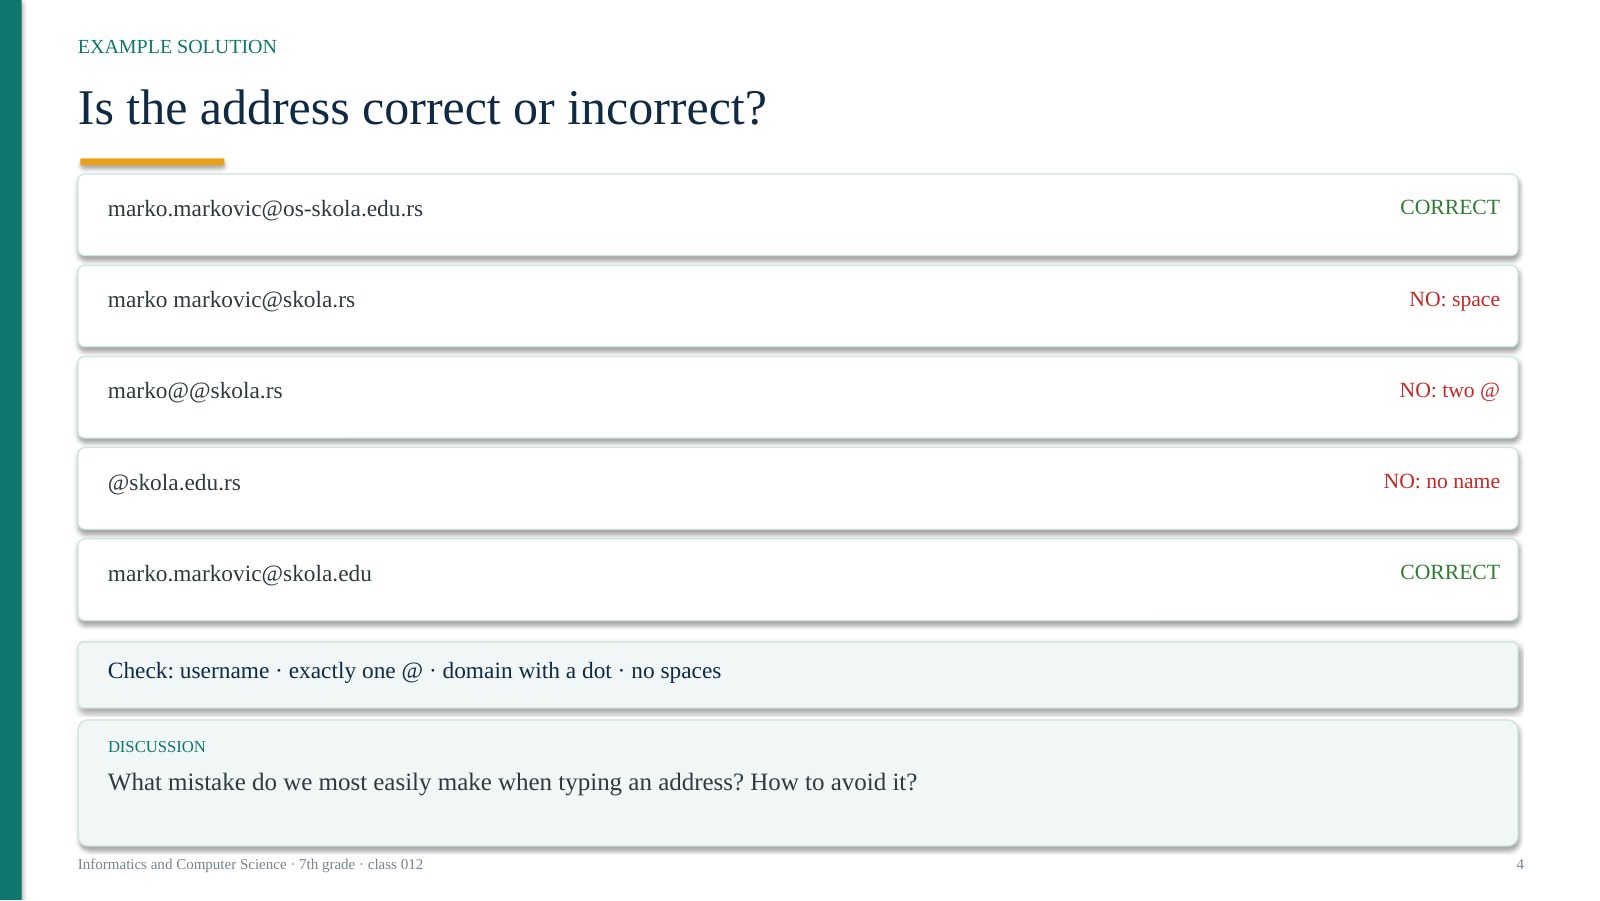 EXAMPLE SOLUTION
Is the address correct or incorrect?
marko.markovic@os-skola.edu.rs CORRECT
marko markovic@skola.rs NO: space
marko@@skola.rs NO: two @
@skola.edu.rs NO: no name
marko.markovic@skola.edu CORRECT
Check: username · exactly one @ · domain with a dot · no spaces
DISCUSSION
What mistake do we most easily make when typing an address? How to avoid it?
Informatics and Computer Science · 7th grade · class 012 4